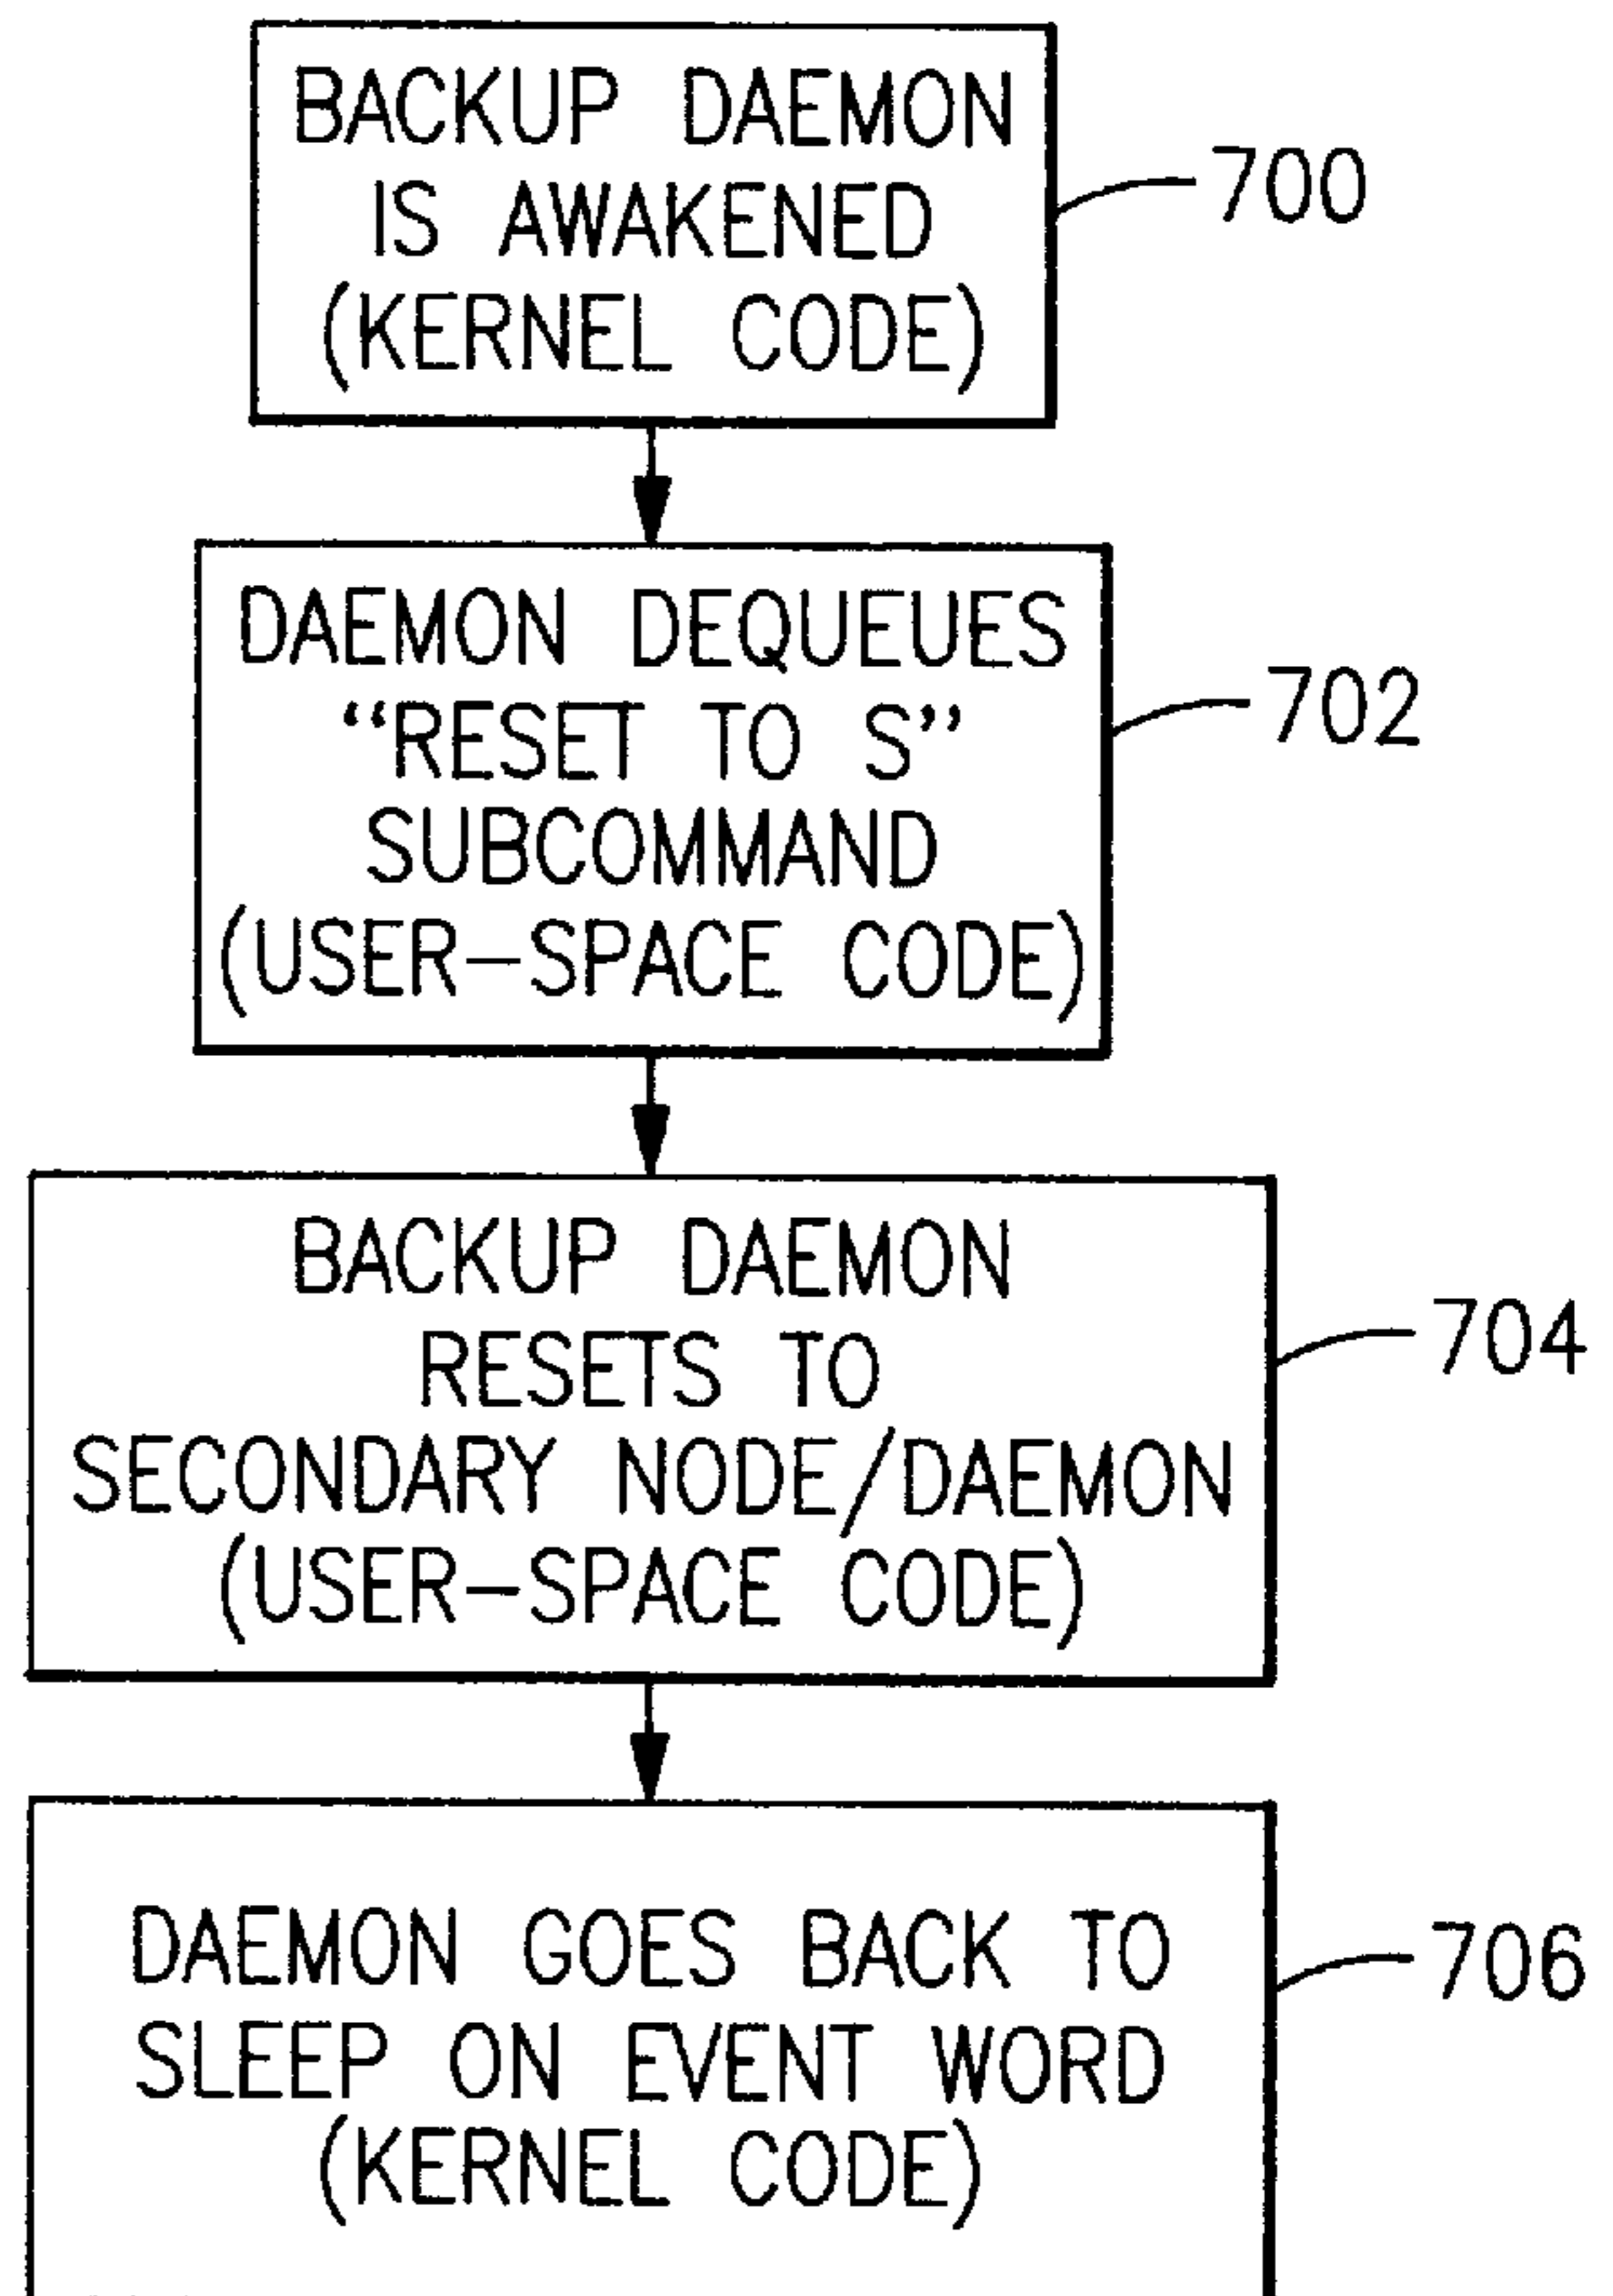 BACKUP DAEMON
IS AWAKENED
(KERNEL CODE)
700
DAEMON DEQUEUES
“RESET TO S”
SUBCOMMAND
(USER–SPACE CODE)
702
BACKUP DAEMON
RESETS TO
SECONDARY NODE/DAEMON
(USER–SPACE CODE)
704
DAEMON GOES BACK TO
SLEEP ON EVENT WORD
(KERNEL CODE)
706